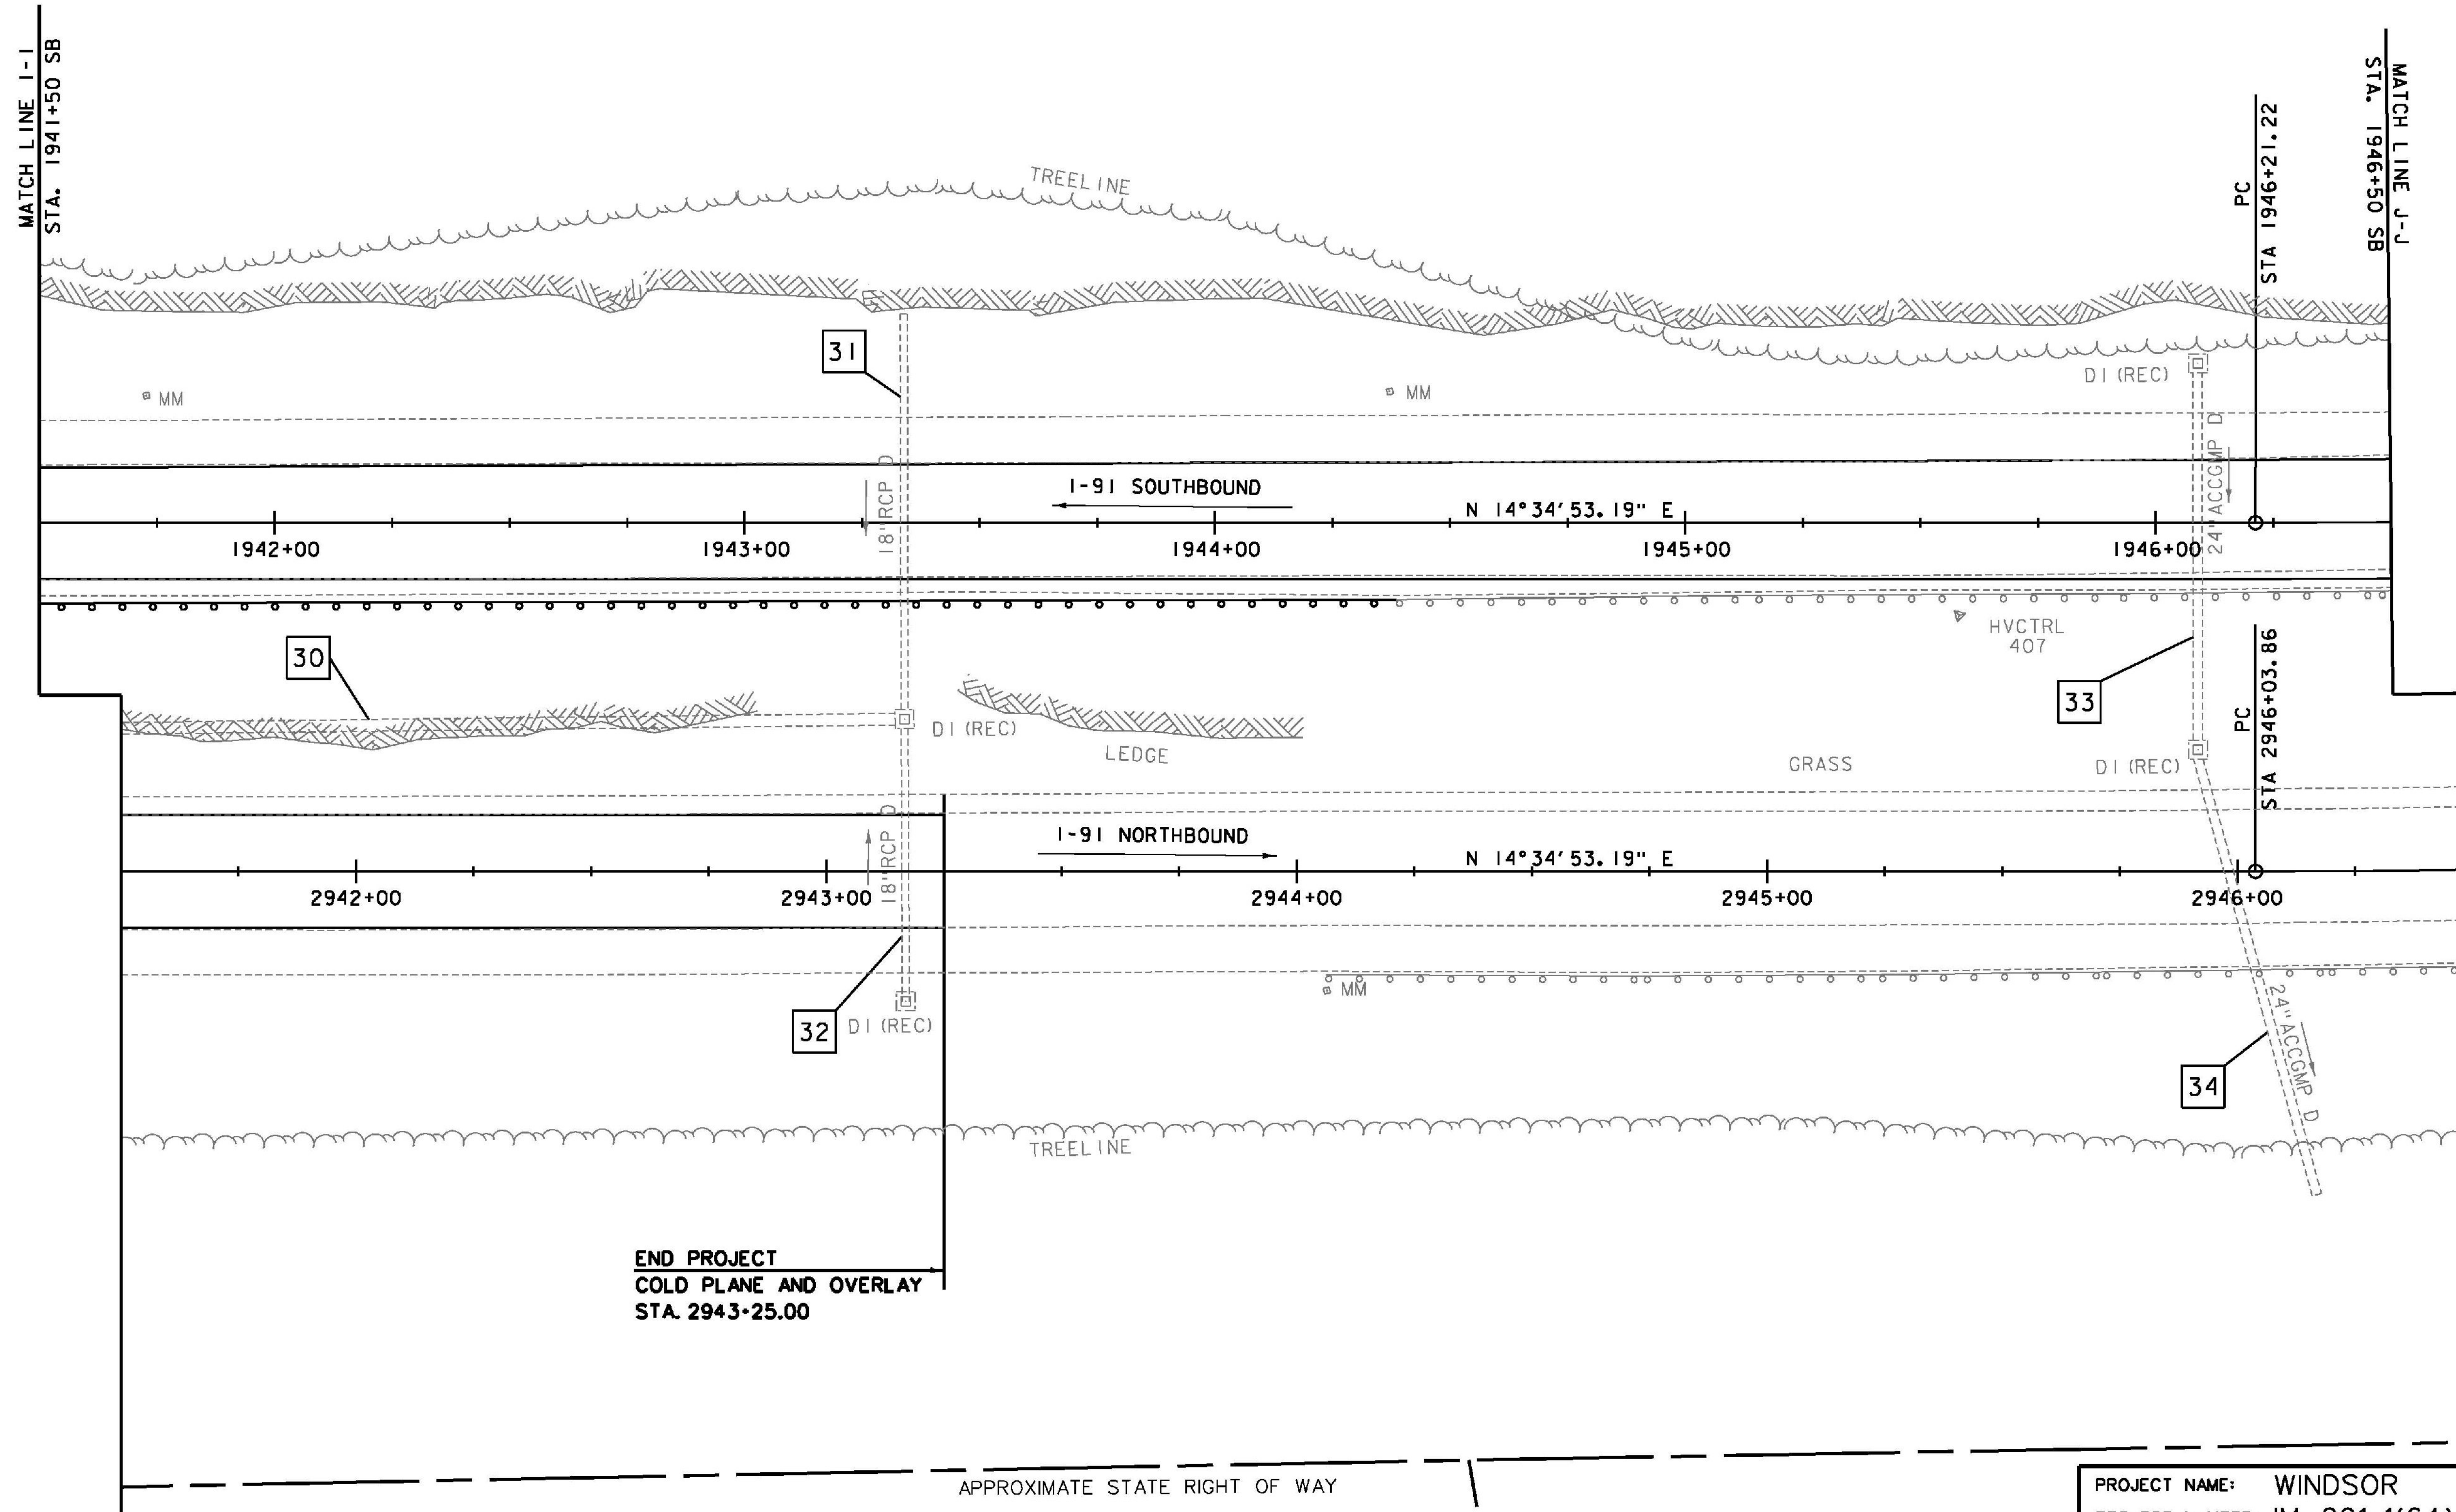 MATCH LINE I-I
STA. 1941+50 SB
TREELINE
PC
STA 1946+21.22
STA. 1946+50 SB
MATCH LINE J-J
31
MM
MM
DI (REC)
24" ACCGMP D
18" RCP D
I-91 SOUTHBOUND
N 14°34'53.19" E
1942+00
1943+00
1944+00
1945+00
1946+00
HVCTRL
407
30
33
PC
STA 2946+03.86
DI (REC)
LEDGE
GRASS
DI (REC)
18" RCP D
I-91 NORTHBOUND
N 14°34'53.19" E
2942+00
2943+00
2944+00
2945+00
2946+00
MM
32
DI (REC)
24" ACCGMP D
34
TREELINE
END PROJECT
COLD PLANE AND OVERLAY
STA. 2943+25.00
APPROXIMATE STATE RIGHT OF WAY
PROJECT NAME: WINDSOR